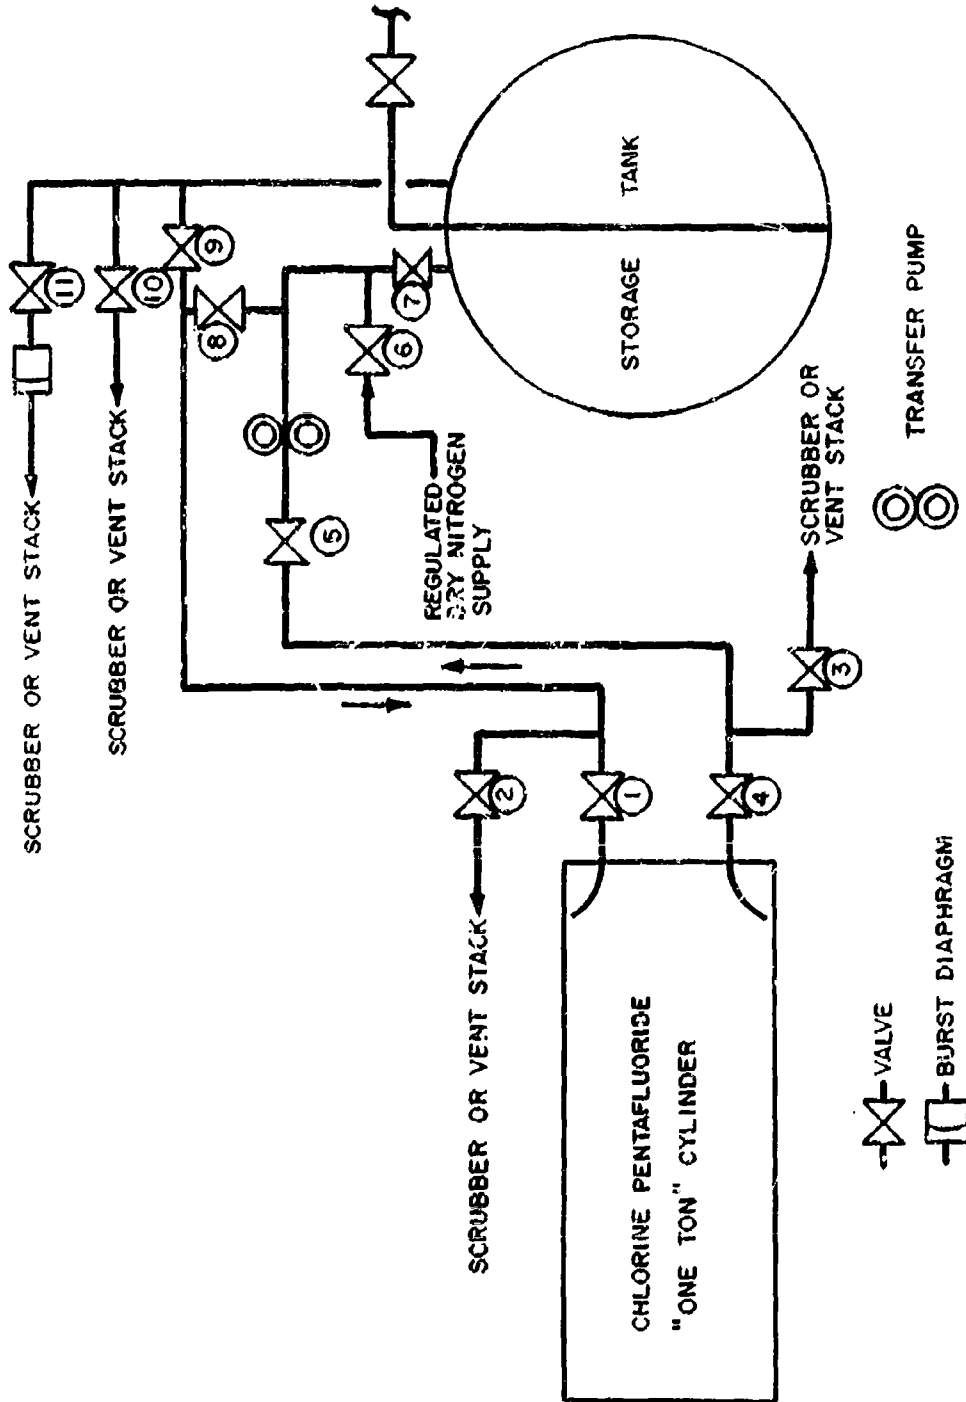 SCRUBBER OR VENT STACK
11
SCRUBBER OR VENT STACK
10
9
8
5
6
7
REGULATED
DRY NITROGEN
SUPPLY
STORAGE TANK
SCRUBBER OR VENT STACK
2
1
4
3
SCRUBBER OR
VENT STACK
CHLORINE PENTAFLUORIDE
"ONE TON" CYLINDER
VALVE
BURST DIAPHRAGM
TRANSFER PUMP